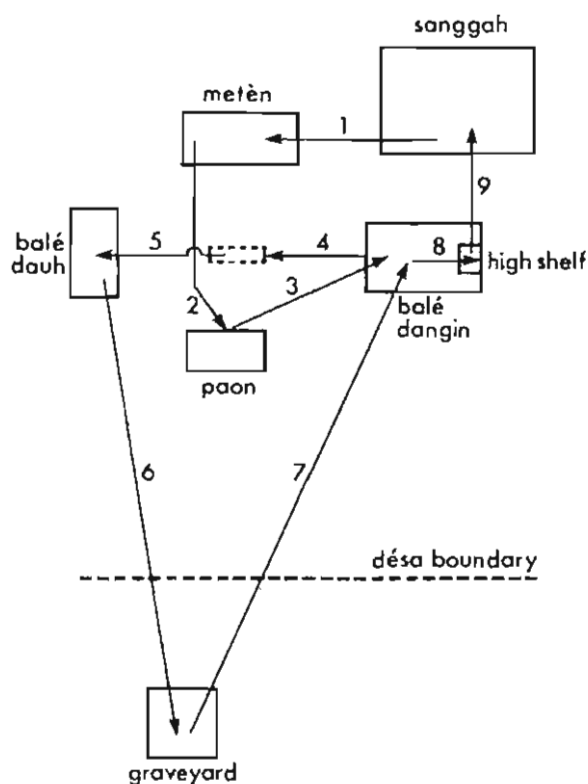 sanggah
metèn
1
9
balé
dauh
5
4
8
high shelf
2
3
balé
dangin
paon
6
7
désa boundary
graveyard